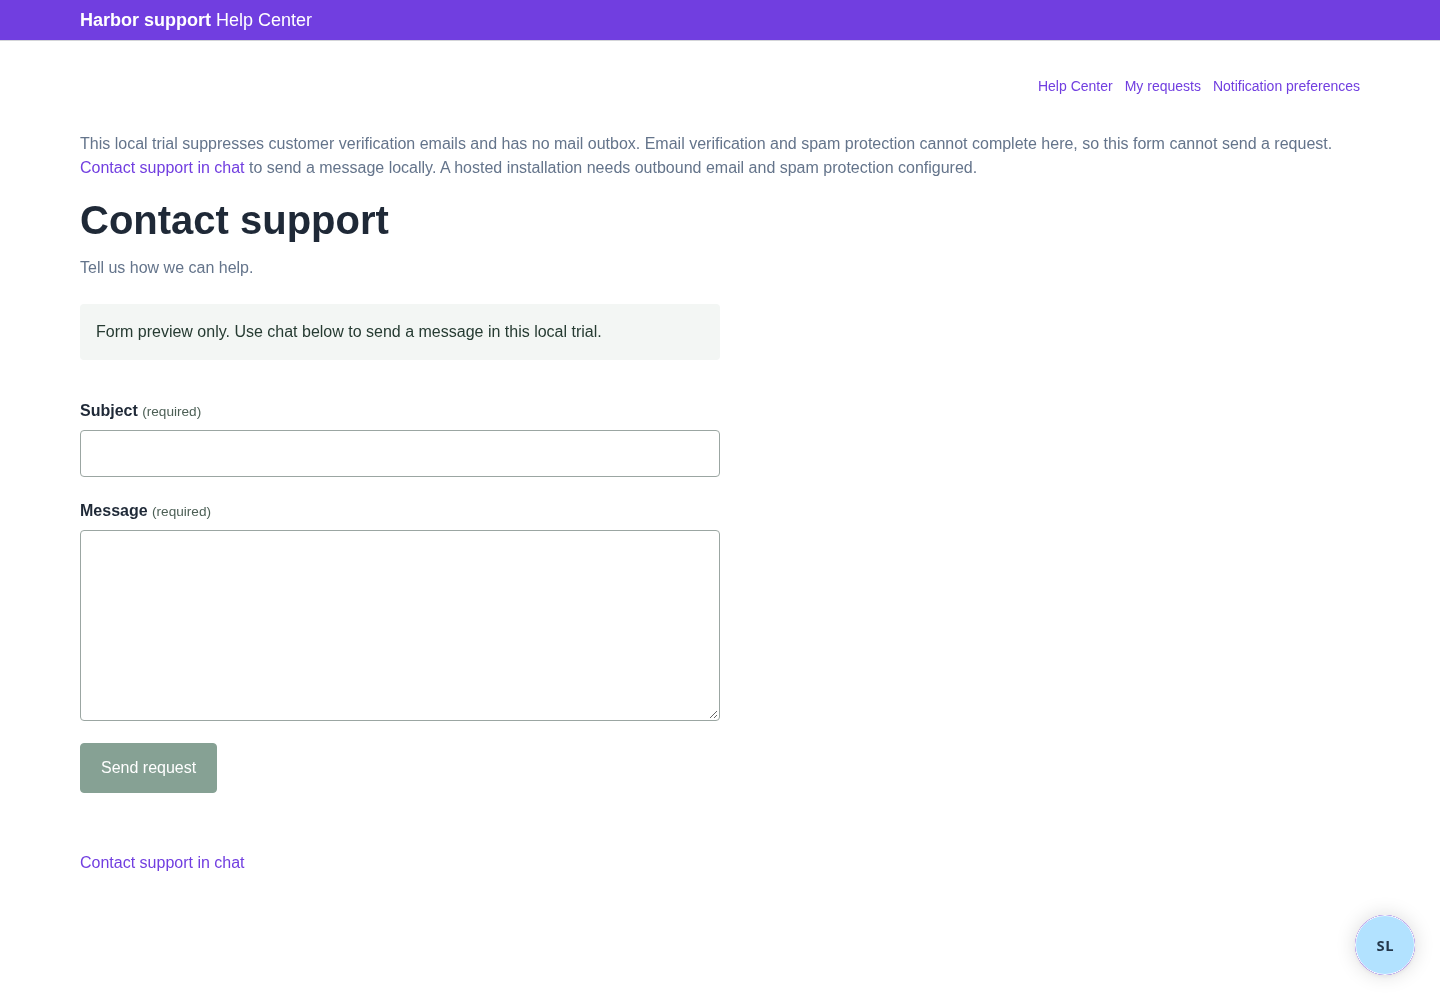 Harbor support Help Center
Help Center My requests Notification preferences
This local trial suppresses customer verification emails and has no mail outbox. Email verification and spam protection cannot complete here, so this form cannot send a request.
Contact support in chat to send a message locally. A hosted installation needs outbound email and spam protection configured.
Contact support
Tell us how we can help.
Form preview only. Use chat below to send a message in this local trial.
Subject (required)
Message (required)
Send request
Contact support in chat
SL